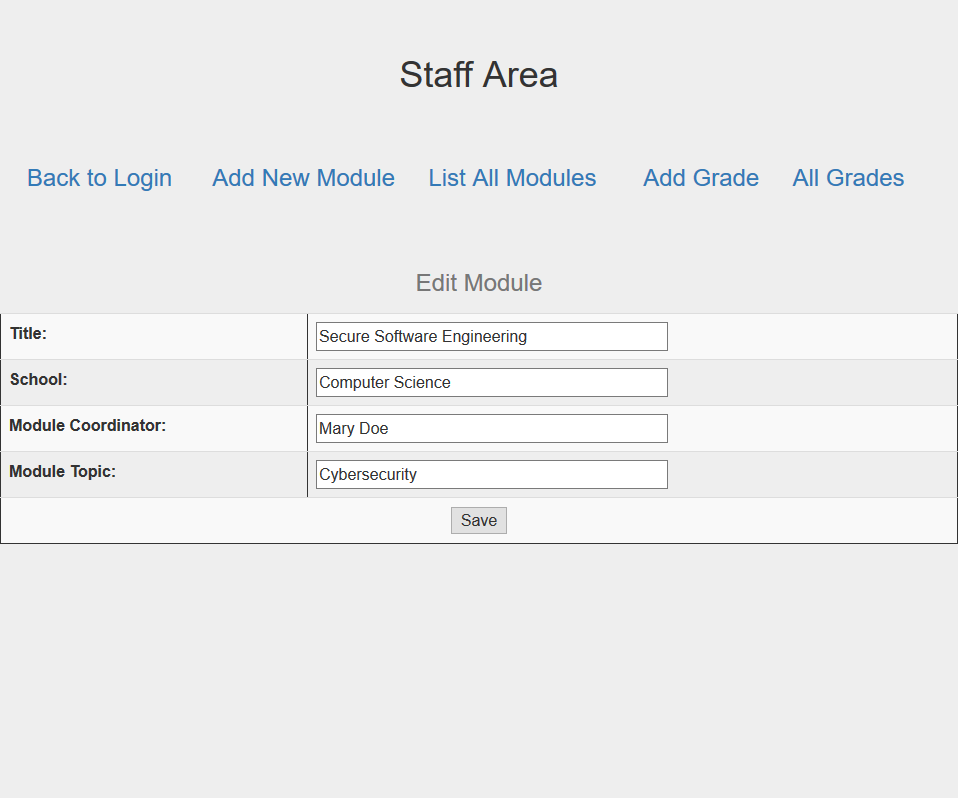 Staff Area
Back to Login Add New Module List All Modules Add Grade All Grades
Edit Module
Title: Secure Software Engineering
School: Computer Science
Module Coordinator: Mary Doe
Module Topic: Cybersecurity
Save